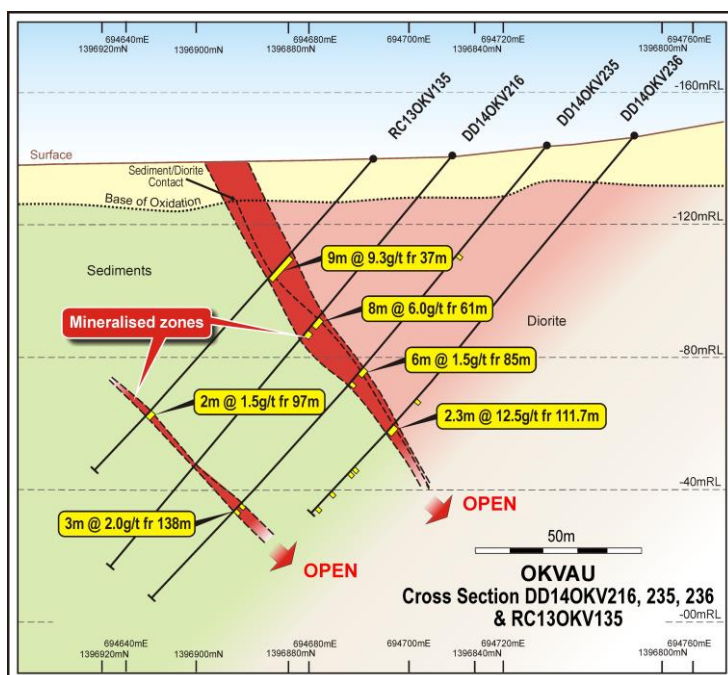 694640mE 694680mE 694700mE 694720mE 694760mE
1396920mN 1396900mN 1396880mN 1396840mN 1396800mN
-160mRL
RC13OKV135
DD14OKV216
DD14OKV235
DD14OKV236
Surface
Sediment/Diorite
Contact
Base of Oxidation
-120mRL
Sediments
9m @ 9.3g/t fr 37m
8m @ 6.0g/t fr 61m
Diorite
Mineralised zones
-80mRL
6m @ 1.5g/t fr 85m
2m @ 1.5g/t fr 97m
2.3m @ 12.5g/t fr 111.7m
-40mRL
OPEN
3m @ 2.0g/t fr 138m
50m
OPEN
OKVAU
Cross Section DD14OKV216, 235, 236
& RC13OKV135
-00mRL
694640mE 694680mE 694700mE 694720mE 694760mE
1396920mN 1396900mN 1396880mN 1396840mN 1396800mN